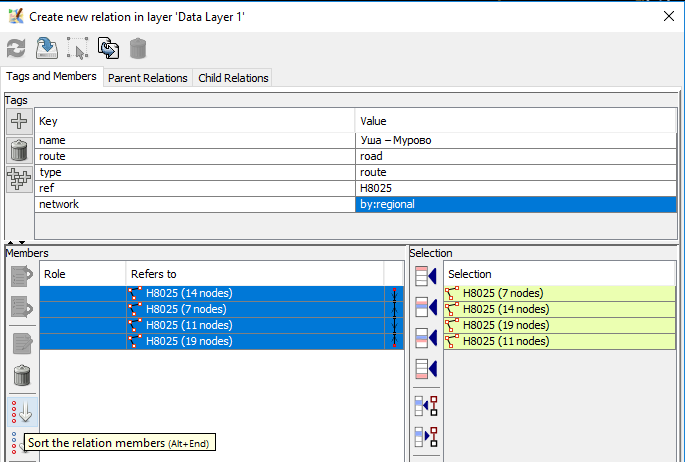 Create new relation in layer 'Data Layer 1'
Tags and Members Parent Relations Child Relations
Tags
Key Value
name Уша – Мурово
route road
type route
ref H8025
network by:regional
Members
Role Refers to
H8025 (14 nodes)
H8025 (7 nodes)
H8025 (11 nodes)
H8025 (19 nodes)
Selection
Selection
H8025 (7 nodes)
H8025 (14 nodes)
H8025 (19 nodes)
H8025 (11 nodes)
Sort the relation members (Alt+End)